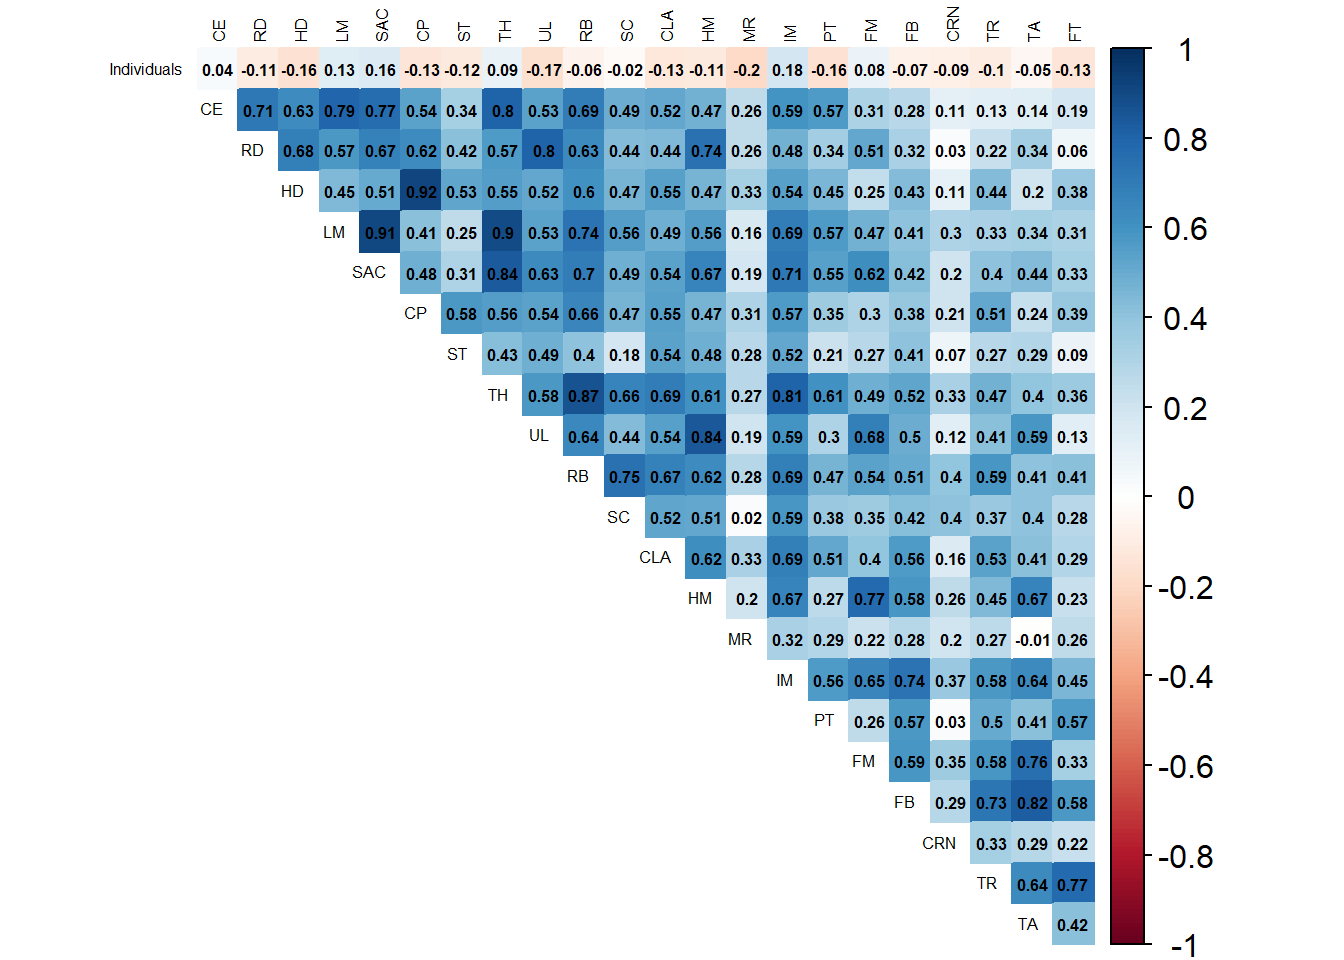 CE RD HD LM SAC CP ST TH UL RB SC CLA HM MR IM PT FM FB CRN TR TA FT
Individuals 0.04 -0.11 -0.16 0.13 0.16 -0.13 -0.12 0.09 -0.17 -0.06 -0.02 -0.13 -0.11 -0.2 0.18 -0.16 0.08 -0.07 -0.09 -0.1 -0.05 -0.13
CE 0.71 0.63 0.79 0.77 0.54 0.34 0.8 0.53 0.69 0.49 0.52 0.47 0.26 0.59 0.57 0.31 0.28 0.11 0.13 0.14 0.19
RD 0.68 0.57 0.67 0.62 0.42 0.57 0.8 0.63 0.44 0.44 0.74 0.26 0.48 0.34 0.51 0.32 0.03 0.22 0.34 0.06
HD 0.45 0.51 0.92 0.53 0.55 0.52 0.6 0.47 0.55 0.47 0.33 0.54 0.45 0.25 0.43 0.11 0.44 0.2 0.38
LM 0.91 0.41 0.25 0.9 0.53 0.74 0.56 0.49 0.56 0.16 0.69 0.57 0.47 0.41 0.3 0.33 0.34 0.31
SAC 0.48 0.31 0.84 0.63 0.7 0.49 0.54 0.67 0.19 0.71 0.55 0.62 0.42 0.2 0.4 0.44 0.33
CP 0.58 0.56 0.54 0.66 0.47 0.55 0.47 0.31 0.57 0.35 0.3 0.38 0.21 0.51 0.24 0.39
ST 0.43 0.49 0.4 0.18 0.54 0.48 0.28 0.52 0.21 0.27 0.41 0.07 0.27 0.29 0.09
TH 0.58 0.87 0.66 0.69 0.61 0.27 0.81 0.61 0.49 0.52 0.33 0.47 0.4 0.36
UL 0.64 0.44 0.54 0.84 0.19 0.59 0.3 0.68 0.5 0.12 0.41 0.59 0.13
RB 0.75 0.67 0.62 0.28 0.69 0.47 0.54 0.51 0.4 0.59 0.41 0.41
SC 0.52 0.51 0.02 0.59 0.38 0.35 0.42 0.4 0.37 0.4 0.28
CLA 0.62 0.33 0.69 0.51 0.4 0.56 0.16 0.53 0.41 0.29
HM 0.2 0.67 0.27 0.77 0.58 0.26 0.45 0.67 0.23
MR 0.32 0.29 0.22 0.28 0.2 0.27 -0.01 0.26
IM 0.56 0.65 0.74 0.37 0.58 0.64 0.45
PT 0.26 0.57 0.03 0.5 0.41 0.57
FM 0.59 0.35 0.58 0.76 0.33
FB 0.29 0.73 0.82 0.58
CRN 0.33 0.29 0.22
TR 0.64 0.77
TA 0.42
1
0.8
0.6
0.4
0.2
0
-0.2
-0.4
-0.6
-0.8
-1